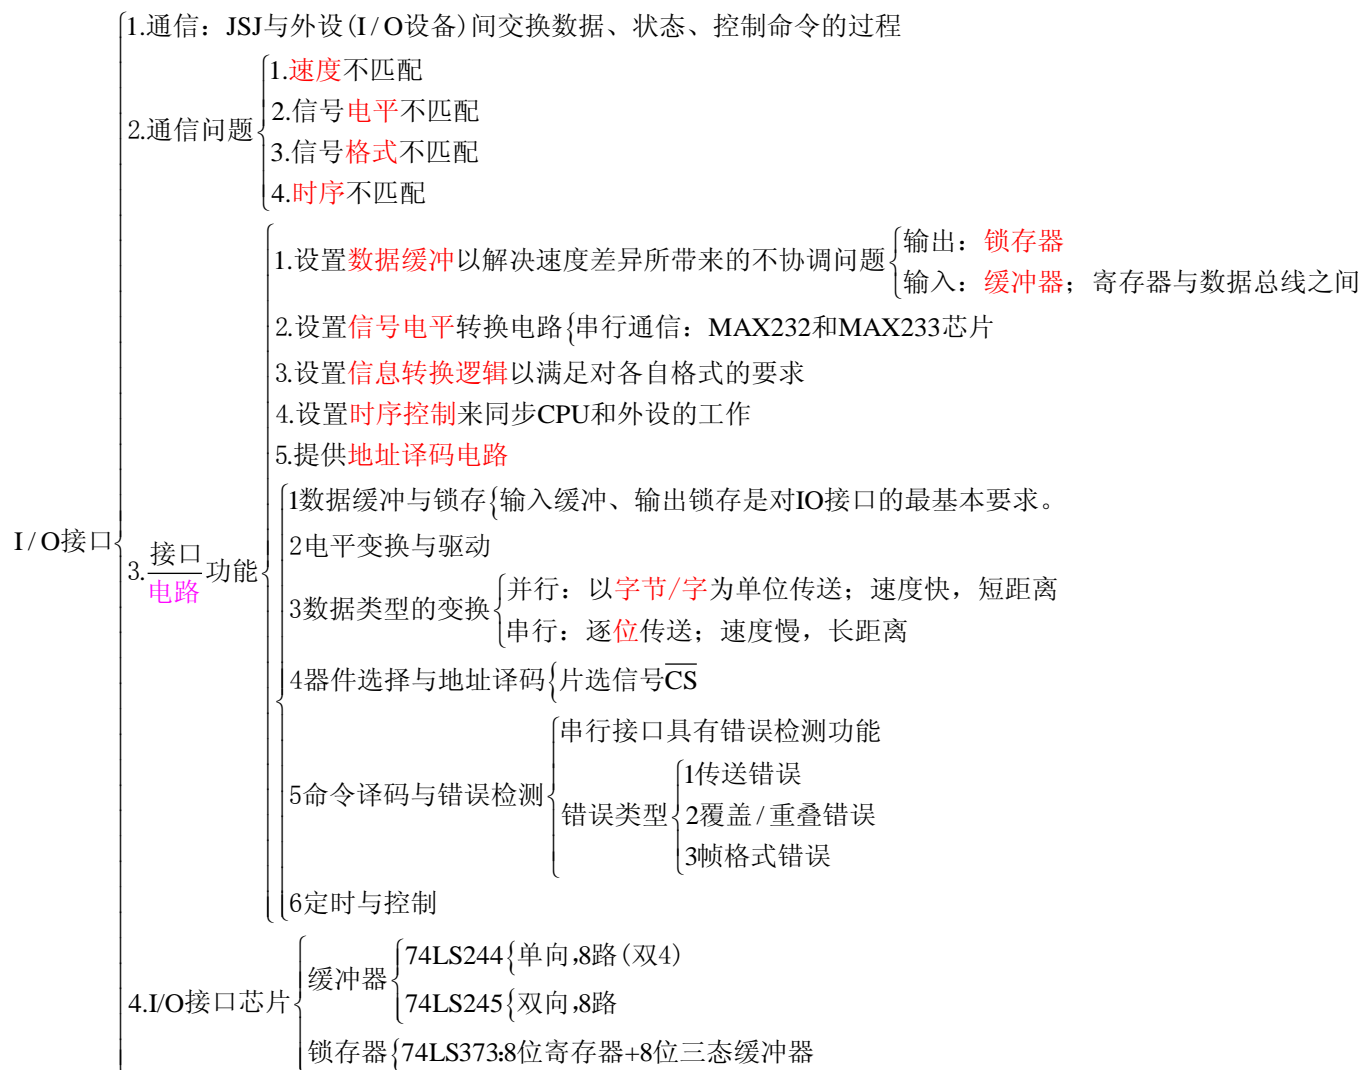 1.通信：JSJ与外设(I/O设备)间交换数据、状态、控制命令的过程
2.通信问题
1.速度不匹配
2.信号电平不匹配
3.信号格式不匹配
4.时序不匹配
I/O接口
3.接口电路功能
1.设置数据缓冲以解决速度差异所带来的不协调问题
输出：锁存器
输入：缓冲器；寄存器与数据总线之间
2.设置信号电平转换电路{串行通信：MAX232和MAX233芯片
3.设置信息转换逻辑以满足对各自格式的要求
4.设置时序控制来同步CPU和外设的工作
5.提供地址译码电路
1数据缓冲与锁存{输入缓冲、输出锁存是对IO接口的最基本要求。
2电平变换与驱动
3数据类型的变换
并行：以字节/字为单位传送；速度快，短距离
串行：逐位传送；速度慢，长距离
4器件选择与地址译码{片选信号C̅S̅
5命令译码与错误检测
串行接口具有错误检测功能
错误类型
1传送错误
2覆盖/重叠错误
3帧格式错误
6定时与控制
4.I/O接口芯片
缓冲器
74LS244{单向,8路(双4)
74LS245{双向,8路
锁存器{74LS373:8位寄存器+8位三态缓冲器